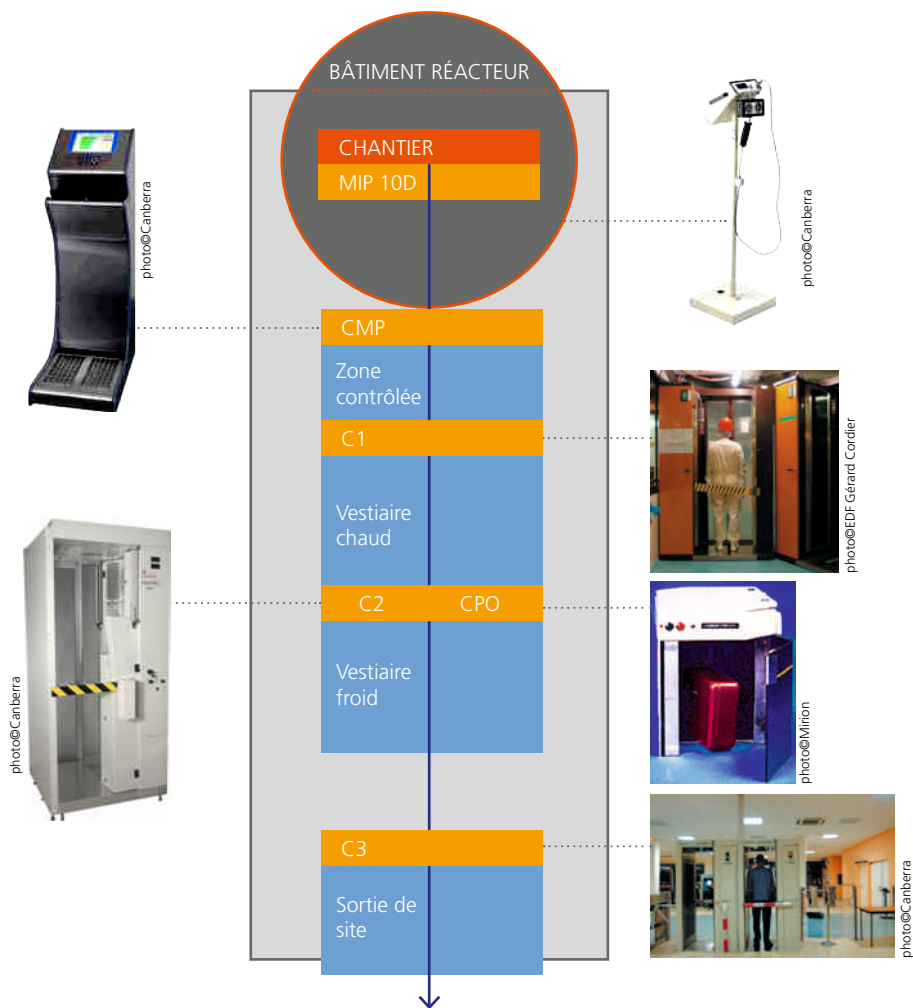 BÂTIMENT RÉACTEUR
CHANTIER
MIP 10D
photo©Canberra
photo©Canberra
CMP
Zone
contrôlée
C1
photo©EDF Gérard Cordier
Vestiaire
chaud
C2
CPO
photo©Canberra
photo©Mirion
Vestiaire
froid
C3
photo©Canberra
Sortie de
site